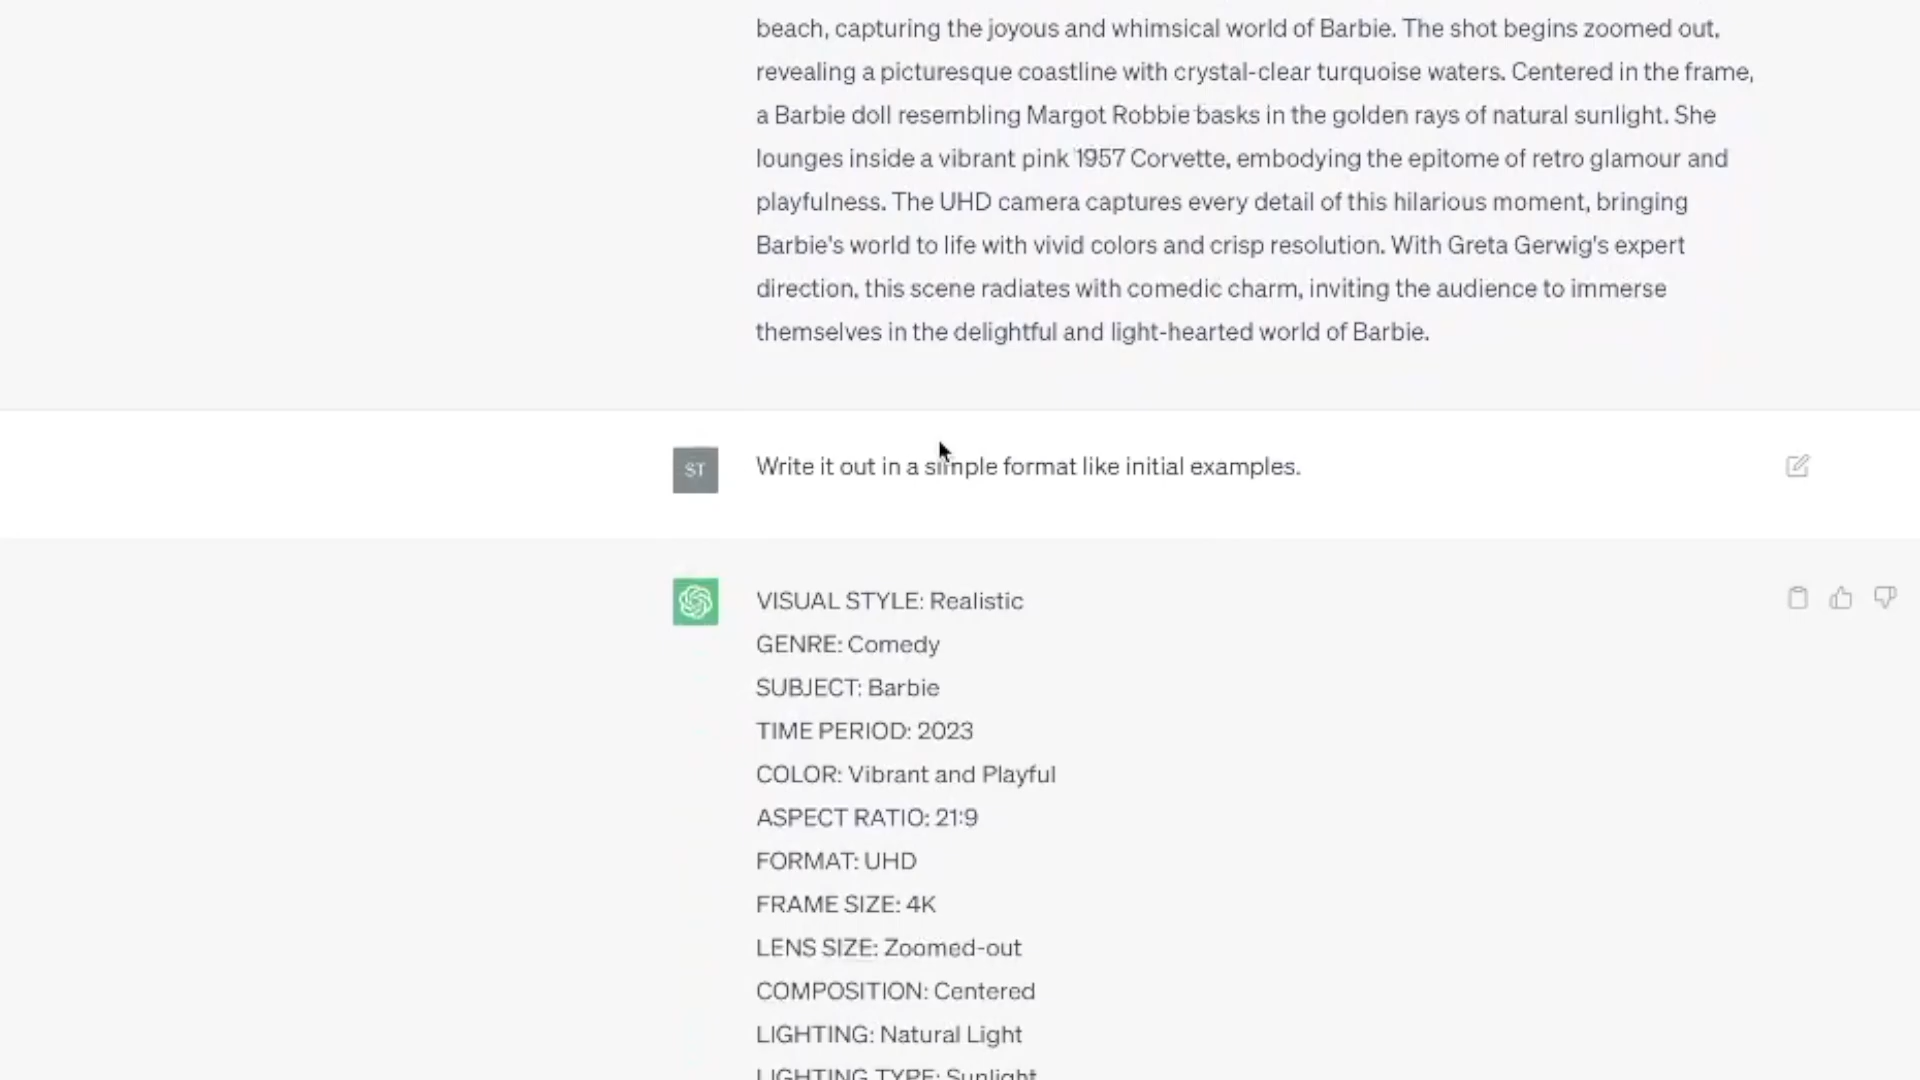 beach, capturing the joyous and whimsical world of Barbie. The shot begins zoomed out,
revealing a picturesque coastline with crystal-clear turquoise waters. Centered in the frame,
a Barbie doll resembling Margot Robbie basks in the golden rays of natural sunlight. She
lounges inside a vibrant pink 1957 Corvette, embodying the epitome of retro glamour and
playfulness. The UHD camera captures every detail of this hilarious moment, bringing
Barbie's world to life with vivid colors and crisp resolution. With Greta Gerwig's expert
direction, this scene radiates with comedic charm, inviting the audience to immerse
themselves in the delightful and light-hearted world of Barbie.
ST
Write it out in a simple format like initial examples.
VISUAL STYLE: Realistic
GENRE: Comedy
SUBJECT: Barbie
TIME PERIOD: 2023
COLOR: Vibrant and Playful
ASPECT RATIO: 21:9
FORMAT: UHD
FRAME SIZE: 4K
LENS SIZE: Zoomed-out
COMPOSITION: Centered
LIGHTING: Natural Light
LIGHTING TYPE: Sunlight